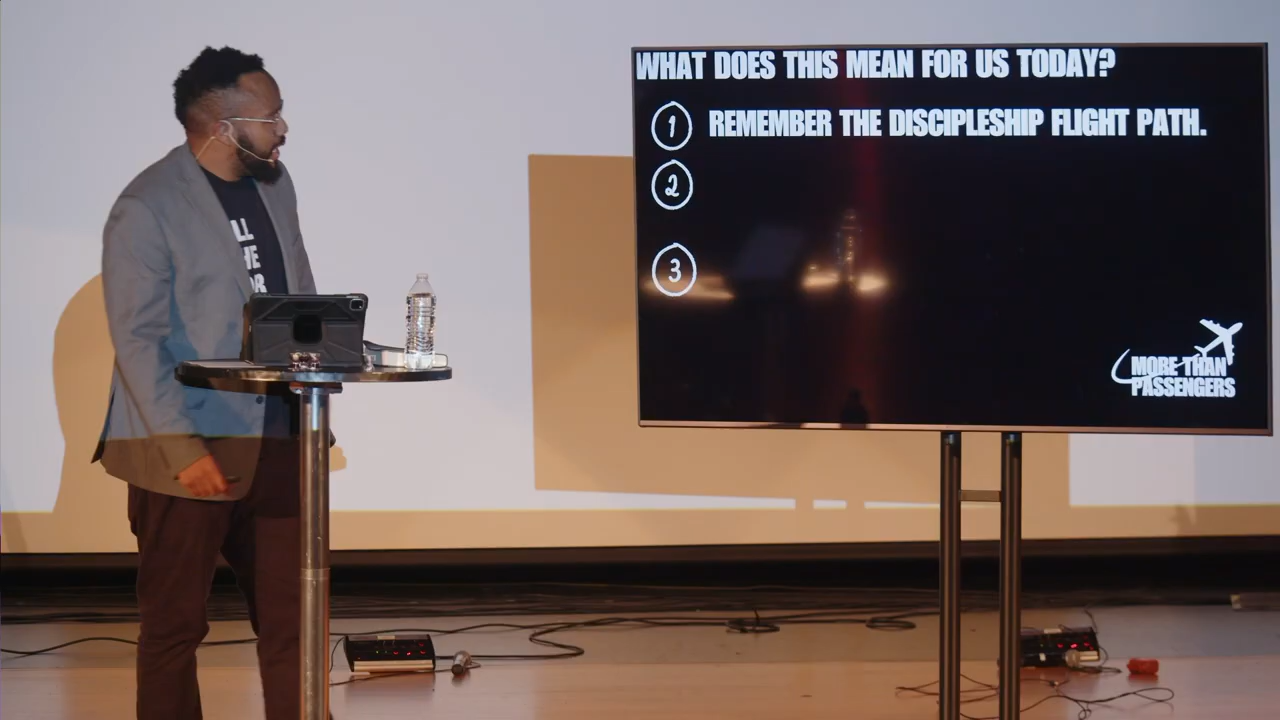 WHAT DOES THIS MEAN FOR US TODAY?
1 REMEMBER THE DISCIPLESHIP FLIGHT PATH.
2
3
MORE THAN
PASSENGERS